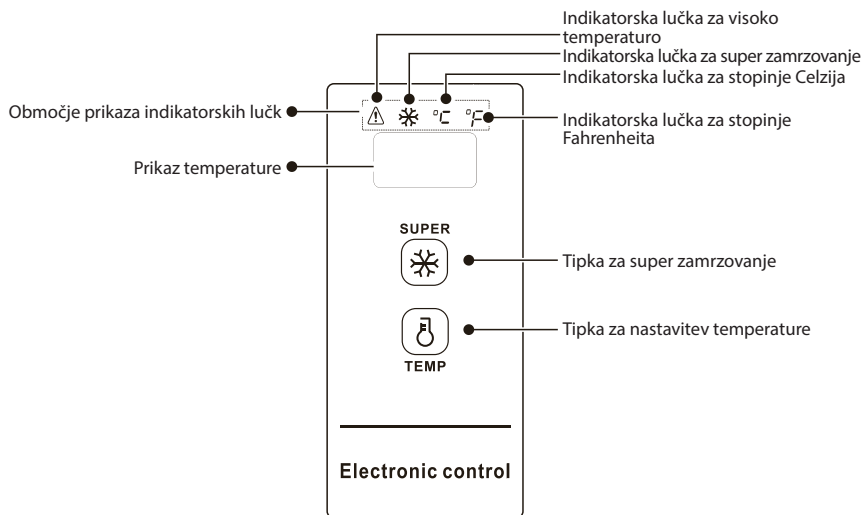 Indikatorska lučka za visoko
temperaturo
Indikatorska lučka za super zamrzovanje
Indikatorska lučka za stopinje Celzija
Območje prikaza indikatorskih lučk
°C °F
Indikatorska lučka za stopinje
Fahrenheita
Prikaz temperature
SUPER
Tipka za super zamrzovanje
Tipka za nastavitev temperature
TEMP
Electronic control